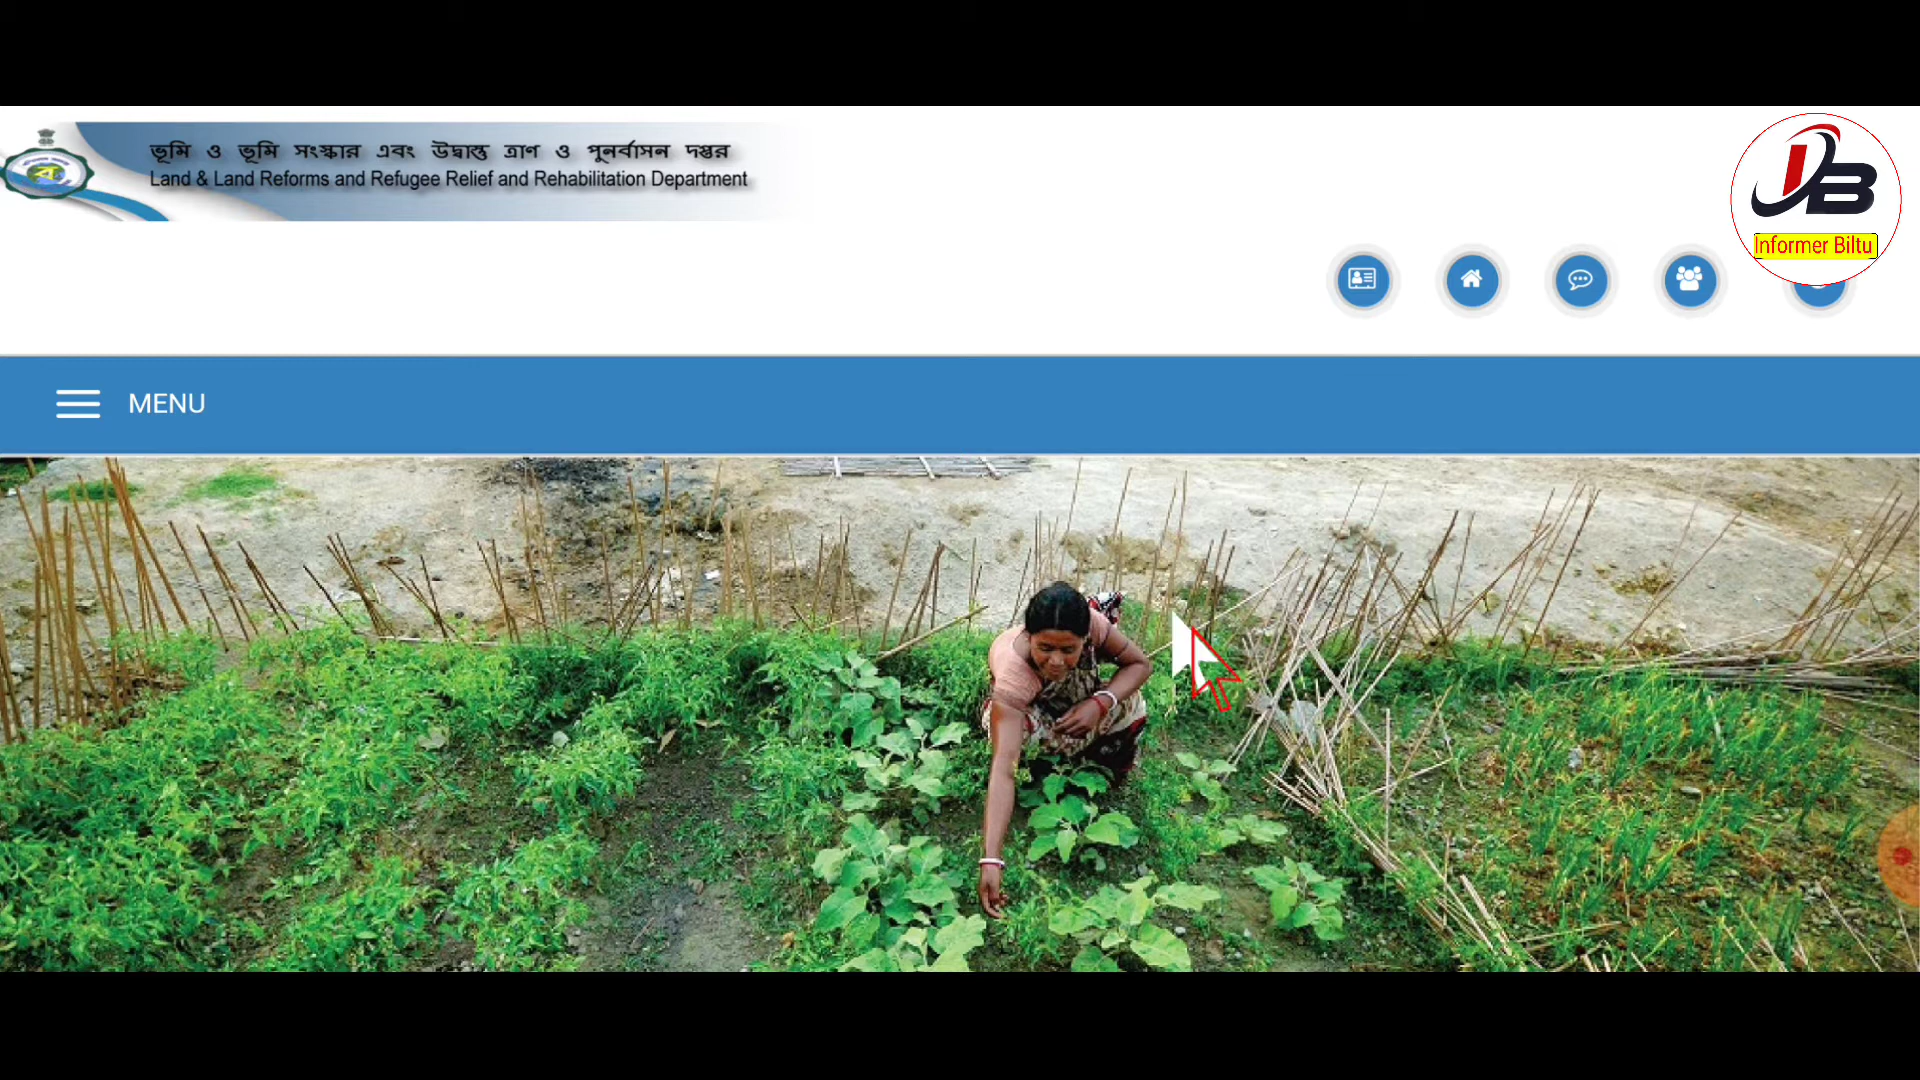 ভূমি ও ভূমি সংস্কার এবং উদ্বাস্তু ত্রাণ ও পুনর্বাসন দপ্তর
Land & Land Reforms and Refugee Relief and Rehabilitation Department
Informer Biltu
MENU